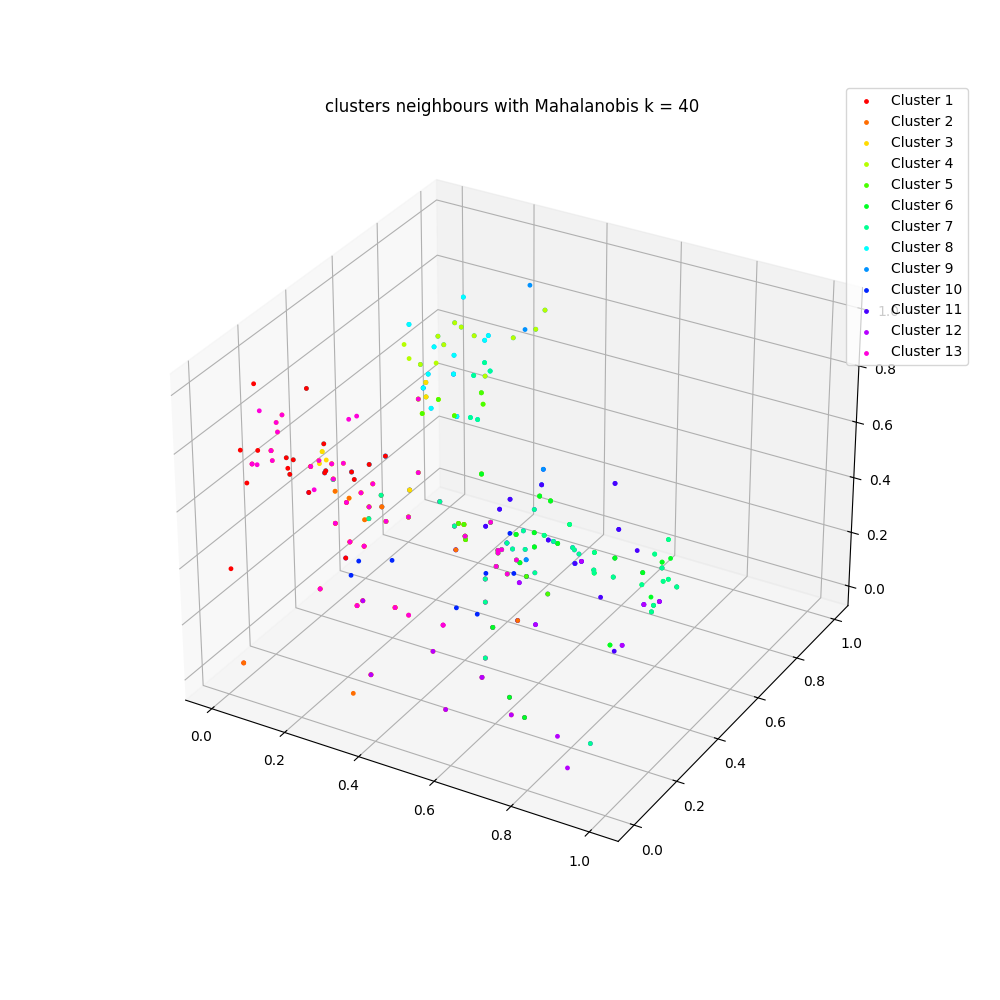 clusters neighbours with Mahalanobis k = 40
Cluster 1
Cluster 2
Cluster 3
Cluster 4
Cluster 5
Cluster 6
Cluster 7
Cluster 8
Cluster 9
Cluster 10
Cluster 11
Cluster 12
Cluster 13
1.0
0.8
0.6
0.4
0.2
0.0
1.0
0.8
0.6
0.4
0.2
0.0
0.0
0.2
0.4
0.6
0.8
1.0